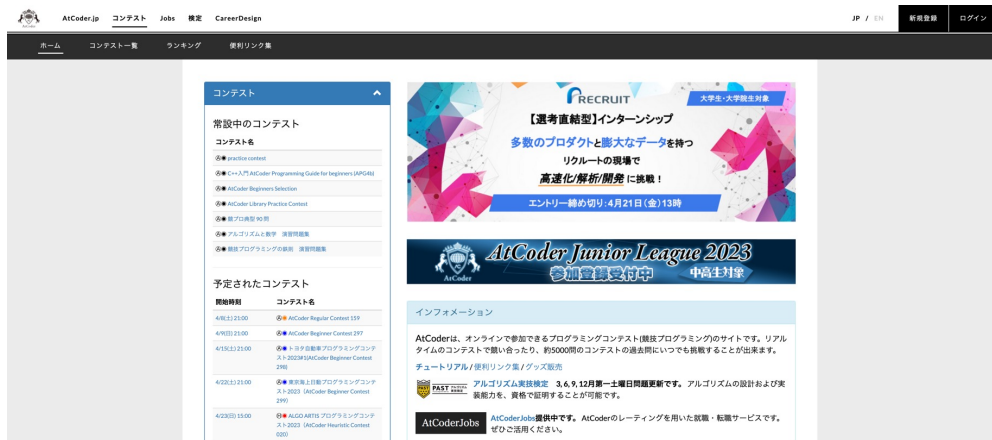 AtCoder.jp コンテスト Jobs 検定 CareerDesign JP / EN 新規登録 ログイン
ホーム コンテスト一覧 ランキング 便利リンク集
コンテスト
常設中のコンテスト
コンテスト名
Ⓐ◉ practice contest
Ⓐ◉ C++入門 AtCoder Programming Guide for beginners (APG4b)
Ⓐ◉ AtCoder Beginners Selection
Ⓐ◉ AtCoder Library Practice Contest
Ⓐ◉ 競プロ典型 90 問
Ⓐ◉ アルゴリズムと数学 演習問題集
Ⓐ◉ 競技プログラミングの鉄則 演習問題集
予定されたコンテスト
開始時刻 コンテスト名
4/8(土) 21:00 Ⓐ◉ AtCoder Regular Contest 159
4/9(日) 21:00 Ⓐ◉ AtCoder Beginner Contest 297
4/15(土) 21:00 Ⓐ◉ トヨタ自動車プログラミングコンテ
スト2023#1(AtCoder Beginner Contest
298)
4/22(土) 21:00 Ⓐ◉ 東京海上日動プログラミングコンテ
スト2023（AtCoder Beginner Contest
299)
4/23(日) 15:00 Ⓗ◉ ALGO ARTIS プログラミングコンテ
スト2023（AtCoder Heuristic Contest
020）
RECRUIT
大学生・大学院生対象
【選考直結型】インターンシップ
多数のプロダクトと膨大なデータを持つ
リクルートの現場で
高速化/解析/開発 に挑戦！
エントリー締め切り:4月21日(金)13時
AtCoder
AtCoder Junior League 2023
参加登録受付中 中高生対象
インフォメーション
AtCoderは、オンラインで参加できるプログラミングコンテスト(競技プログラミング)のサイトです。リアル
タイムのコンテストで競い合ったり、約5000問のコンテストの過去問にいつでも挑戦することが出来ます。
チュートリアル / 便利リンク集 / グッズ販売
PAST アルゴリズム実技検定 3, 6, 9, 12月第一土曜日問題更新です。 アルゴリズムの設計および実
装能力を、資格で証明することが可能です。
AtCoderJobs AtCoderJobs提供中です。 AtCoderのレーティングを用いた就職・転職サービスです。
ぜひご活用ください。